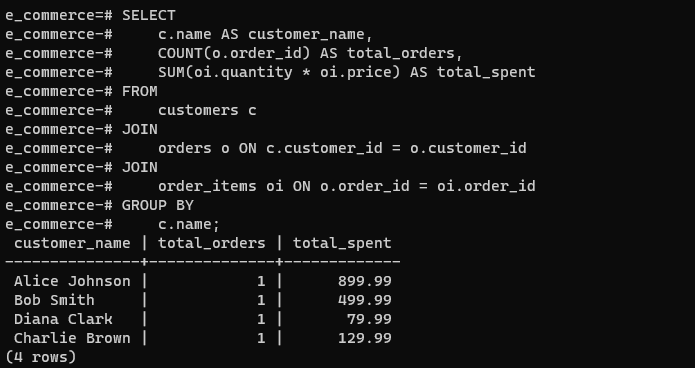 e_commerce=# SELECT
e_commerce-#     c.name AS customer_name,
e_commerce-#     COUNT(o.order_id) AS total_orders,
e_commerce-#     SUM(oi.quantity * oi.price) AS total_spent
e_commerce-# FROM
e_commerce-#     customers c
e_commerce-# JOIN
e_commerce-#     orders o ON c.customer_id = o.customer_id
e_commerce-# JOIN
e_commerce-#     order_items oi ON o.order_id = oi.order_id
e_commerce-# GROUP BY
e_commerce-#     c.name;
 customer_name | total_orders | total_spent
---------------+--------------+-------------
 Alice Johnson |            1 |      899.99
 Bob Smith     |            1 |      499.99
 Diana Clark   |            1 |       79.99
 Charlie Brown |            1 |      129.99
(4 rows)